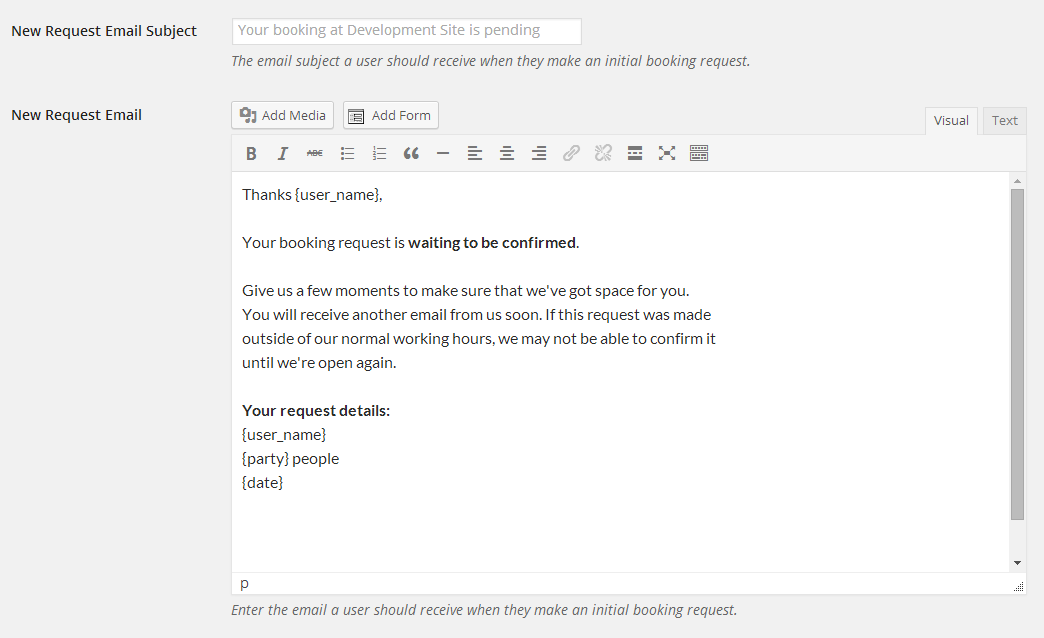 New Request Email Subject
Your booking at Development Site is pending
The email subject a user should receive when they make an initial booking request.
New Request Email
Add Media
Add Form
Visual
Text
B I ABC
Thanks {user_name},
Your booking request is waiting to be confirmed.
Give us a few moments to make sure that we've got space for you.
You will receive another email from us soon. If this request was made
outside of our normal working hours, we may not be able to confirm it
until we're open again.
Your request details:
{user_name}
{party} people
{date}
p
Enter the email a user should receive when they make an initial booking request.